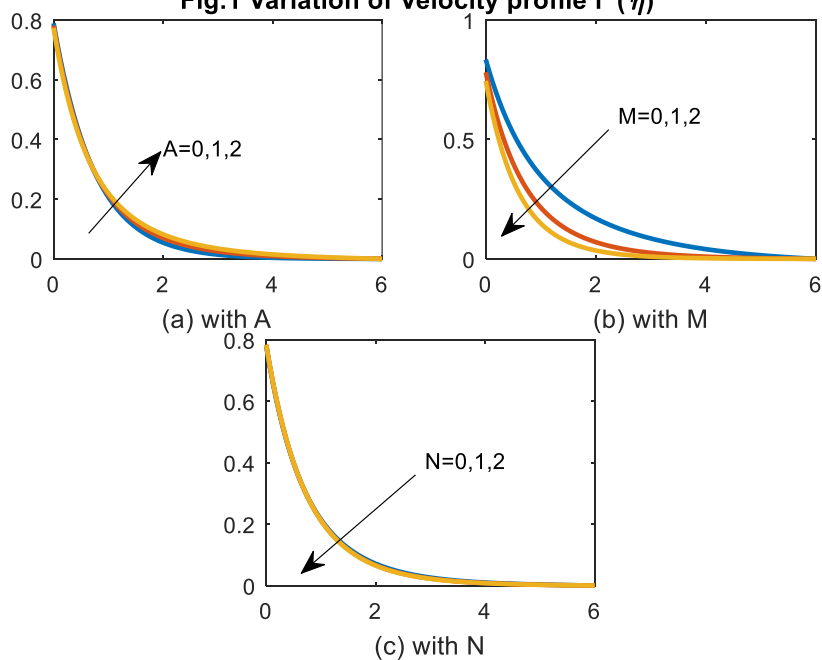 Fig.1 Variation of Velocity profile f' (η)
0.8
0.6
0.4
0.2
0
0 2 4 6
A=0,1,2
(a) with A
1
0.5
0
0 2 4 6
M=0,1,2
(b) with M
0.8
0.6
0.4
0.2
0
0 2 4 6
N=0,1,2
(c) with N